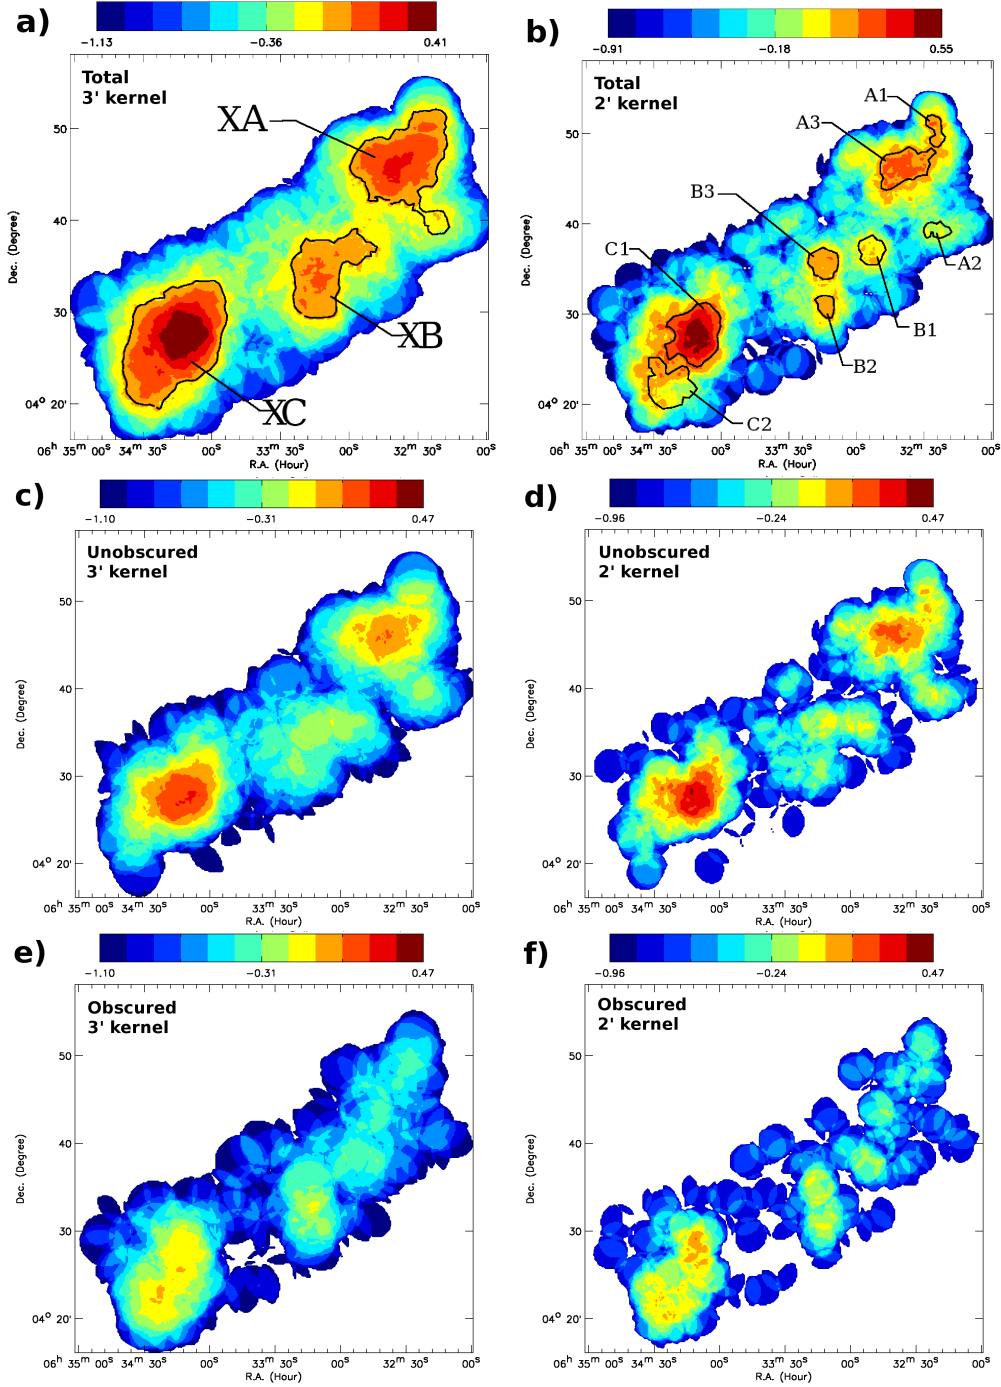 a)
−1.13 −0.36 0.41
Total
3' kernel
XA
XB
XC
50
40
30
04° 20'
Dec. (Degree)
06ʰ 35ᵐ 00ˢ 34ᵐ 30ˢ 00ˢ 33ᵐ 30ˢ 00ˢ 32ᵐ 30ˢ 00ˢ
R.A. (Hour)
b)
−0.91 −0.18 0.55
Total
2' kernel
A1
A3
B3
C1
A2
B1
B2
C2
50
40
30
04° 20'
Dec. (Degree)
06ʰ 35ᵐ 00ˢ 34ᵐ 30ˢ 00ˢ 33ᵐ 30ˢ 00ˢ 32ᵐ 30ˢ 00ˢ
R.A. (Hour)
c)
−1.10 −0.31 0.47
Unobscured
3' kernel
50
40
30
04° 20'
Dec. (Degree)
06ʰ 35ᵐ 00ˢ 34ᵐ 30ˢ 00ˢ 33ᵐ 30ˢ 00ˢ 32ᵐ 30ˢ 00ˢ
R.A. (Hour)
d)
−0.96 −0.24 0.47
Unobscured
2' kernel
50
40
30
04° 20'
Dec. (Degree)
06ʰ 35ᵐ 00ˢ 34ᵐ 30ˢ 00ˢ 33ᵐ 30ˢ 00ˢ 32ᵐ 30ˢ 00ˢ
R.A. (Hour)
e)
−1.10 −0.31 0.47
Obscured
3' kernel
50
40
30
04° 20'
Dec. (Degree)
06ʰ 35ᵐ 00ˢ 34ᵐ 30ˢ 00ˢ 33ᵐ 30ˢ 00ˢ 32ᵐ 30ˢ 00ˢ
R.A. (Hour)
f)
−0.96 −0.24 0.47
Obscured
2' kernel
50
40
30
04° 20'
Dec. (Degree)
06ʰ 35ᵐ 00ˢ 34ᵐ 30ˢ 00ˢ 33ᵐ 30ˢ 00ˢ 32ᵐ 30ˢ 00ˢ
R.A. (Hour)